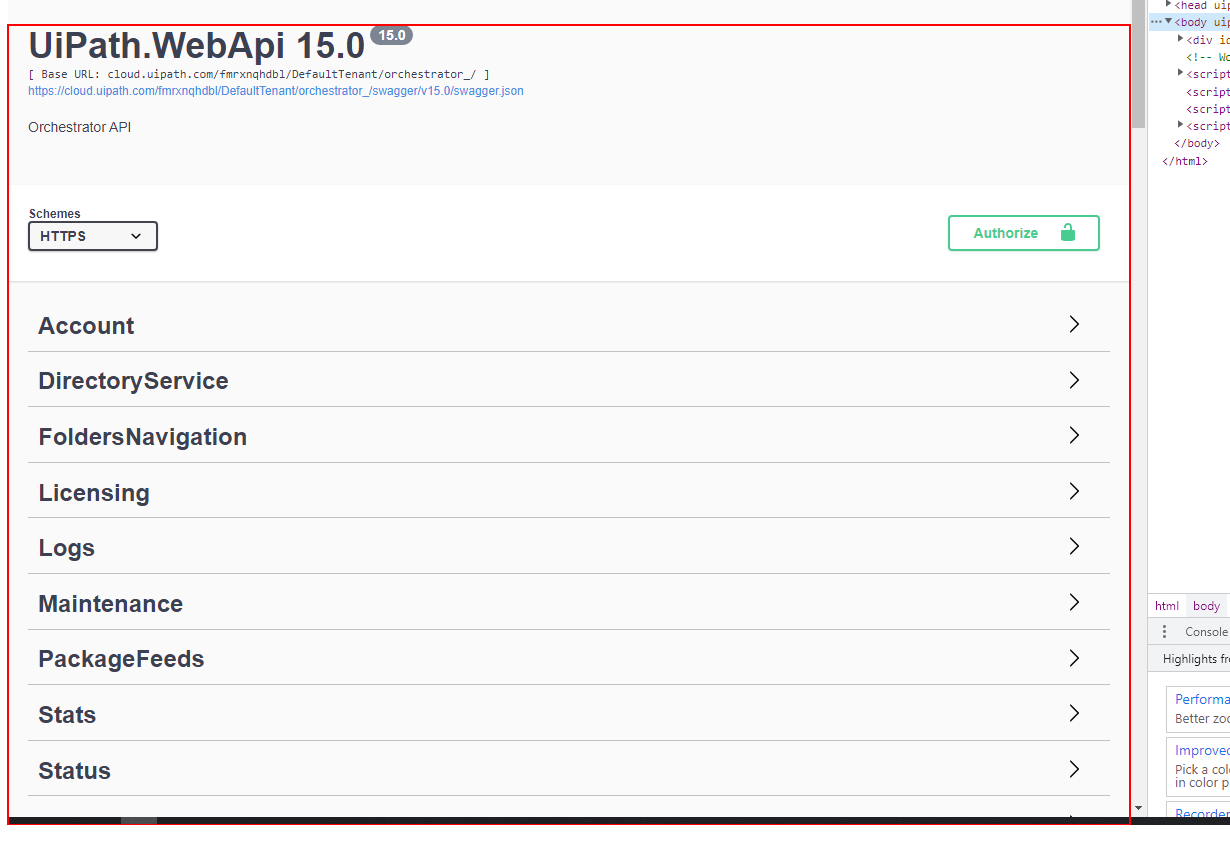 UiPath.WebApi 15.0 15.0
[ Base URL: cloud.uipath.com/fmrxnqhdbl/DefaultTenant/orchestrator_/ ]
https://cloud.uipath.com/fmrxnqhdbl/DefaultTenant/orchestrator_/swagger/v15.0/swagger.json
Orchestrator API
Schemes
HTTPS
Authorize
Account
DirectoryService
FoldersNavigation
Licensing
Logs
Maintenance
PackageFeeds
Stats
Status
<head uip
<body uip
<div id
<!-- Wo
<script
<script
<script
<script
</body>
</html>
html body
Console
Highlights fr
Performa
Better zoo
Improved
Pick a col
in color p
Recorder